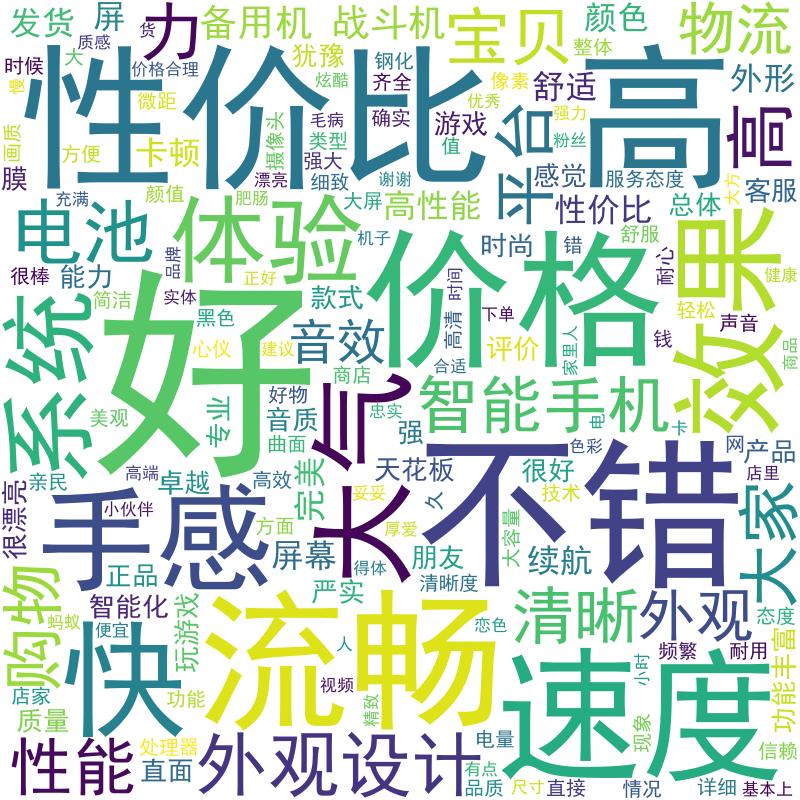 发货
屏
力
备用机
战斗机
宝贝
颜色
物流
质感
大
时候
慢
价格合理
犹豫
炫酷
钢化
齐全
像素
优秀
整体
舒适
外形
性价比
高
微距
毛病
确实
游戏
强力
高
画质
方便
卡顿
摄像头
类型
强大
值
平台
粉丝
膜
充满
颜值
漂亮
肥肠
细致
谢谢
大屏
高性能
感觉
服务态度
大方
客服
性价比
总体
电池
体验
机子
时尚
错
舒服
效果
很棒
能力
品牌
正好
价格
耐心
健康
简洁
实体
款式
时间
高清
下单
轻松
声音
系统
好
黑色
心仪
建议
音效
合适
评价
家里人
钱
商品
商店
大气
忠实
智能手机
电
卡
美观
专业
好物
音质
曲面
强
不错
色彩
网
产品
亲民
高端
卓越
高效
完美
天花板
很好
技术
店里
很漂亮
手感
小伙伴
方面
妥妥
久
厚爱
大容量
大家
屏幕
朋友
续航
正品
严实
得体
清晰度
购物
智能化
蚂蚁
便宜
快
玩游戏
流畅
人
恋色
清晰
外观
态度
频繁
耐用
功能丰富
店家
功能
视频
精致
速度
小时
质量
现象
信赖
性能
处理器
直面
外观设计
电量
有点
品质
尺寸
直接
情况
详细
基本上
货